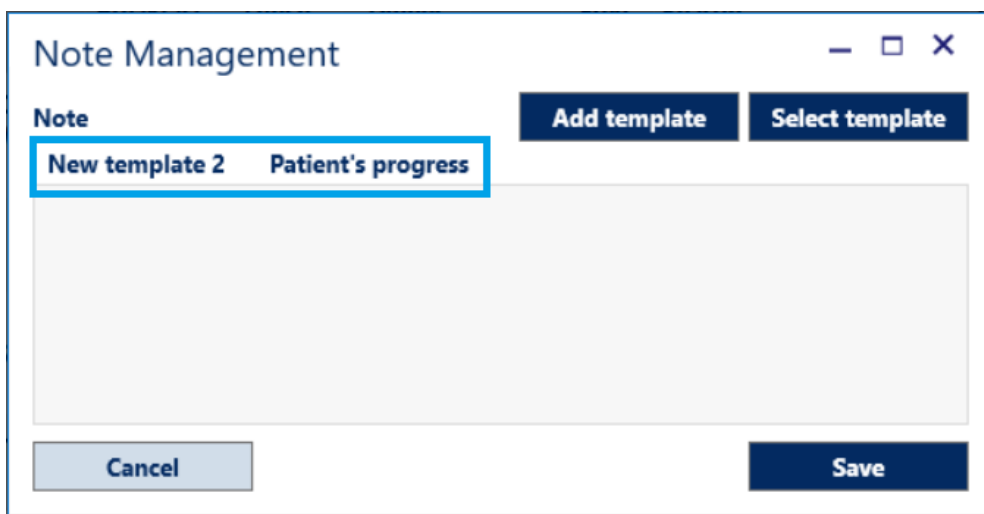 Note Management
Note
Add template
Select template
New template 2
Patient's progress
Cancel
Save